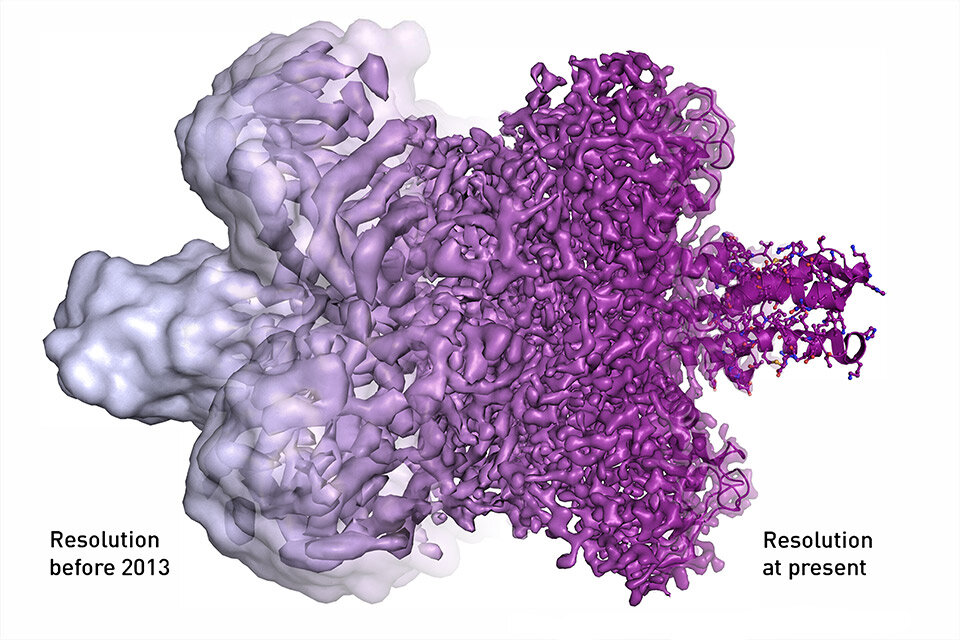 Resolution
before 2013
Resolution
at present